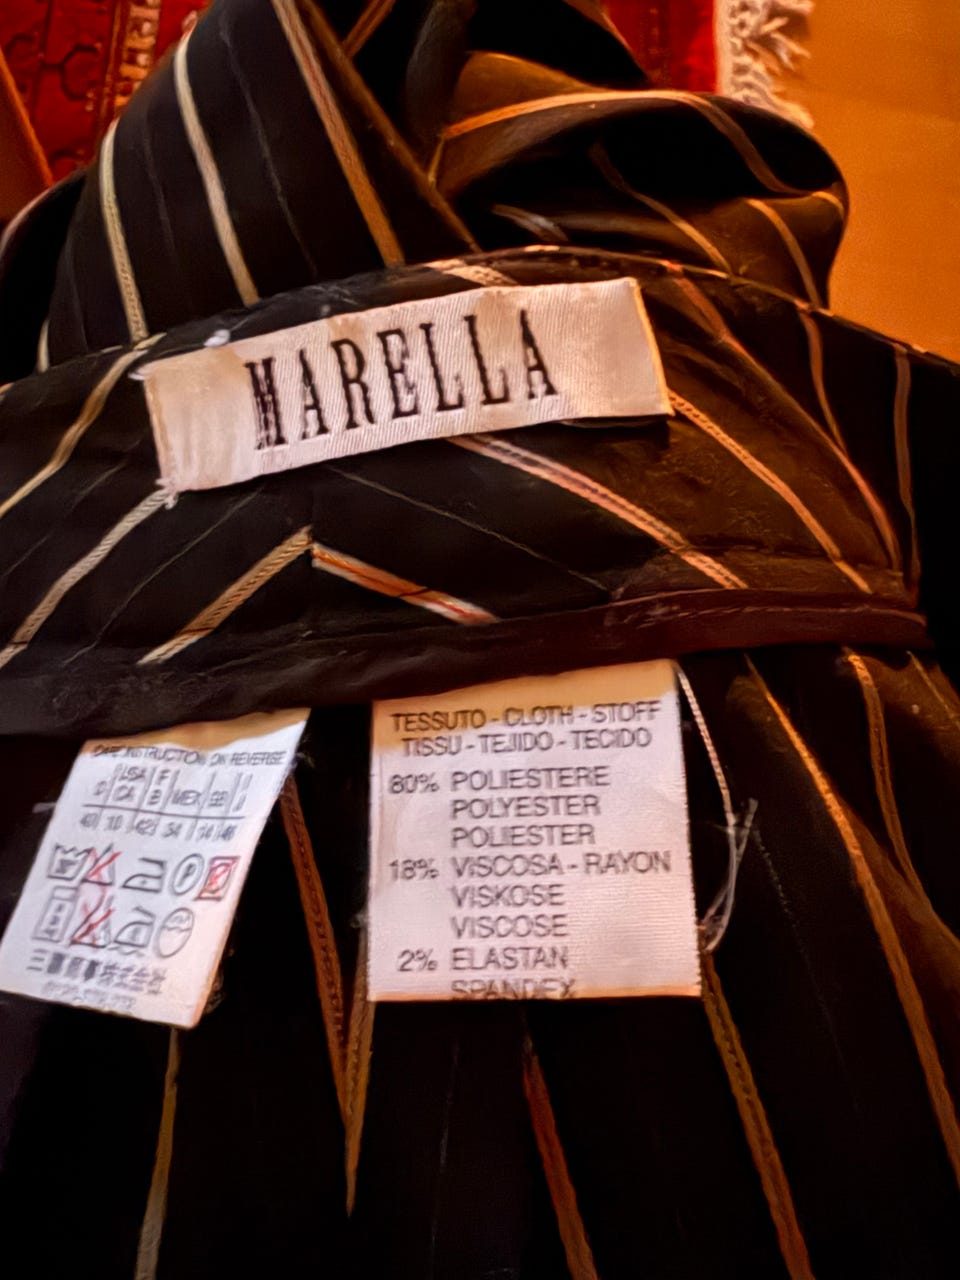 MARELLA
CARE INSTRUCTION ON REVERSE
D USA CA F B MEX GB I
40 10 42 34 14 46
TESSUTO - CLOTH - STOFF
TISSU - TEJIDO - TECIDO
80% POLIESTERE
POLYESTER
POLIESTER
18% VISCOSA - RAYON
VISKOSE
VISCOSE
2% ELASTAN
SPANDEX